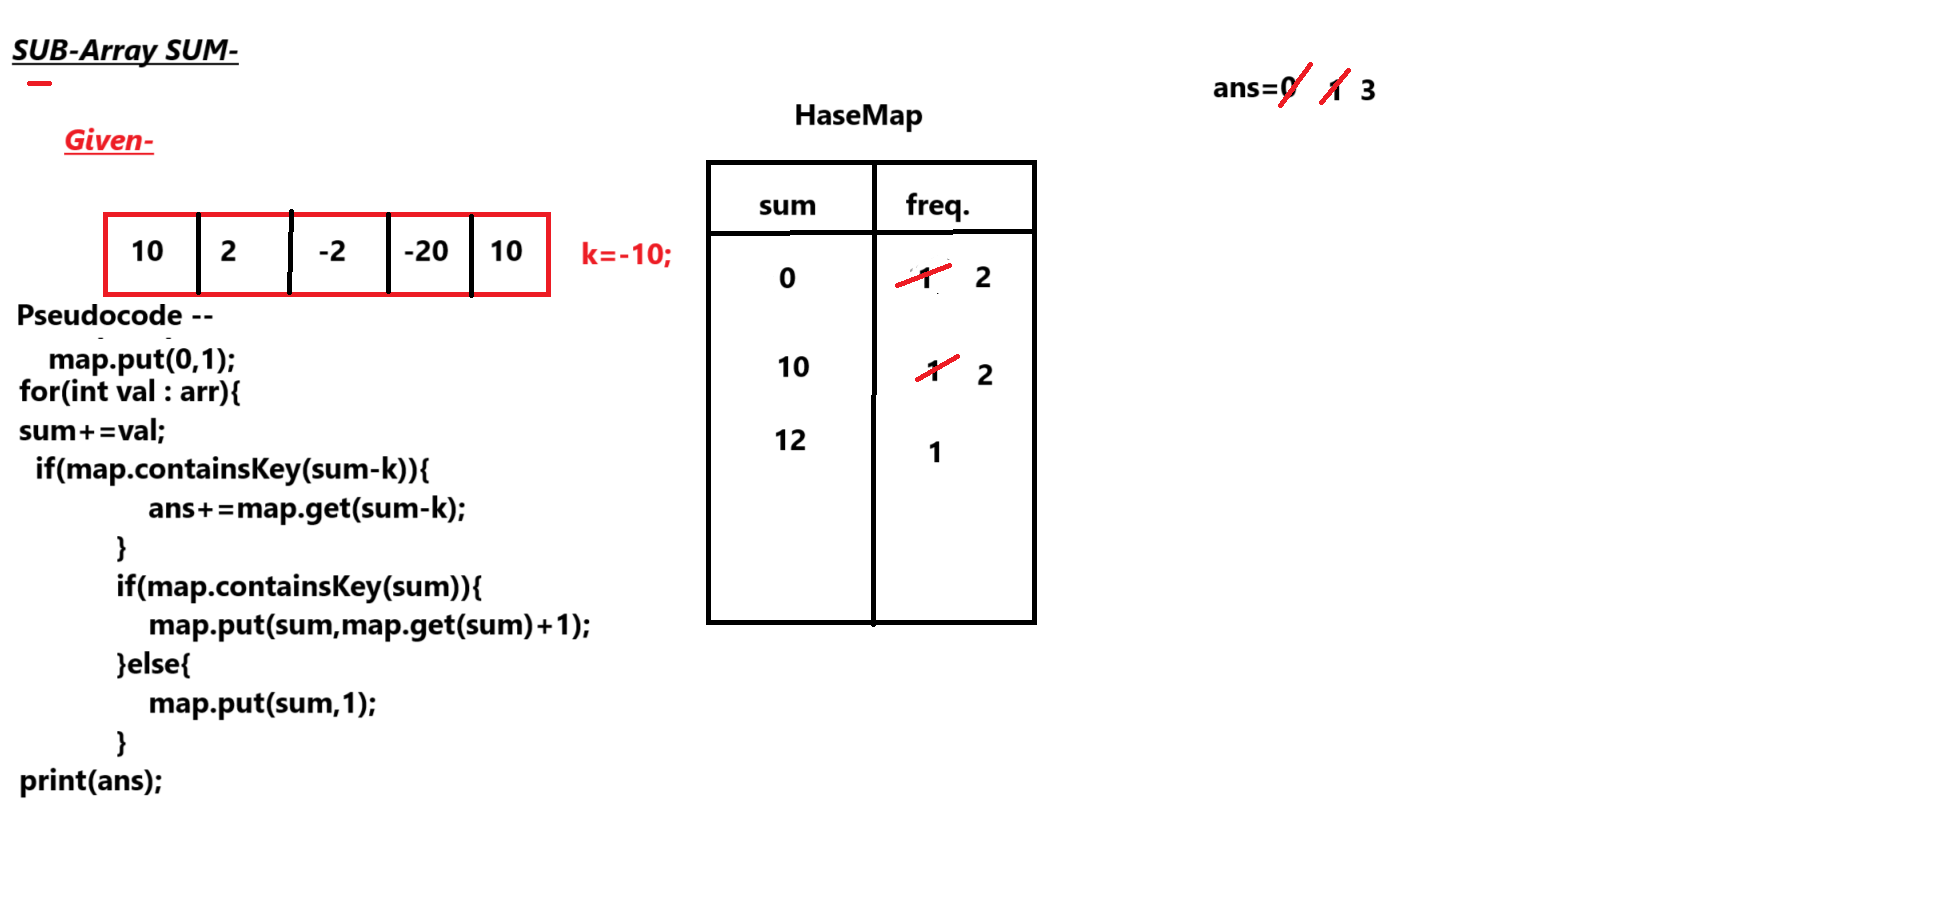 SUB-Array SUM-
Given-
10 2 -2 -20 10
k=-10;
Pseudocode --
map.put(0,1);
for(int val : arr){
sum+=val;
if(map.containsKey(sum-k)){
ans+=map.get(sum-k);
}
if(map.containsKey(sum)){
map.put(sum,map.get(sum)+1);
}else{
map.put(sum,1);
}
print(ans);
HaseMap
sum freq.
0 1 2
10 1 2
12 1
ans=0 1 3